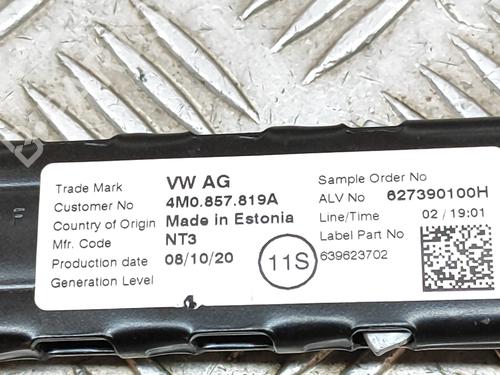 Trade Mark VW AG
Customer No 4M0.857.819A
Country of Origin Made in Estonia
Mfr. Code NT3
Production date 08/10/20
Generation Level
11S
Sample Order No
ALV No 627390100H
Line/Time 02 / 19:01
Label Part No
639623702